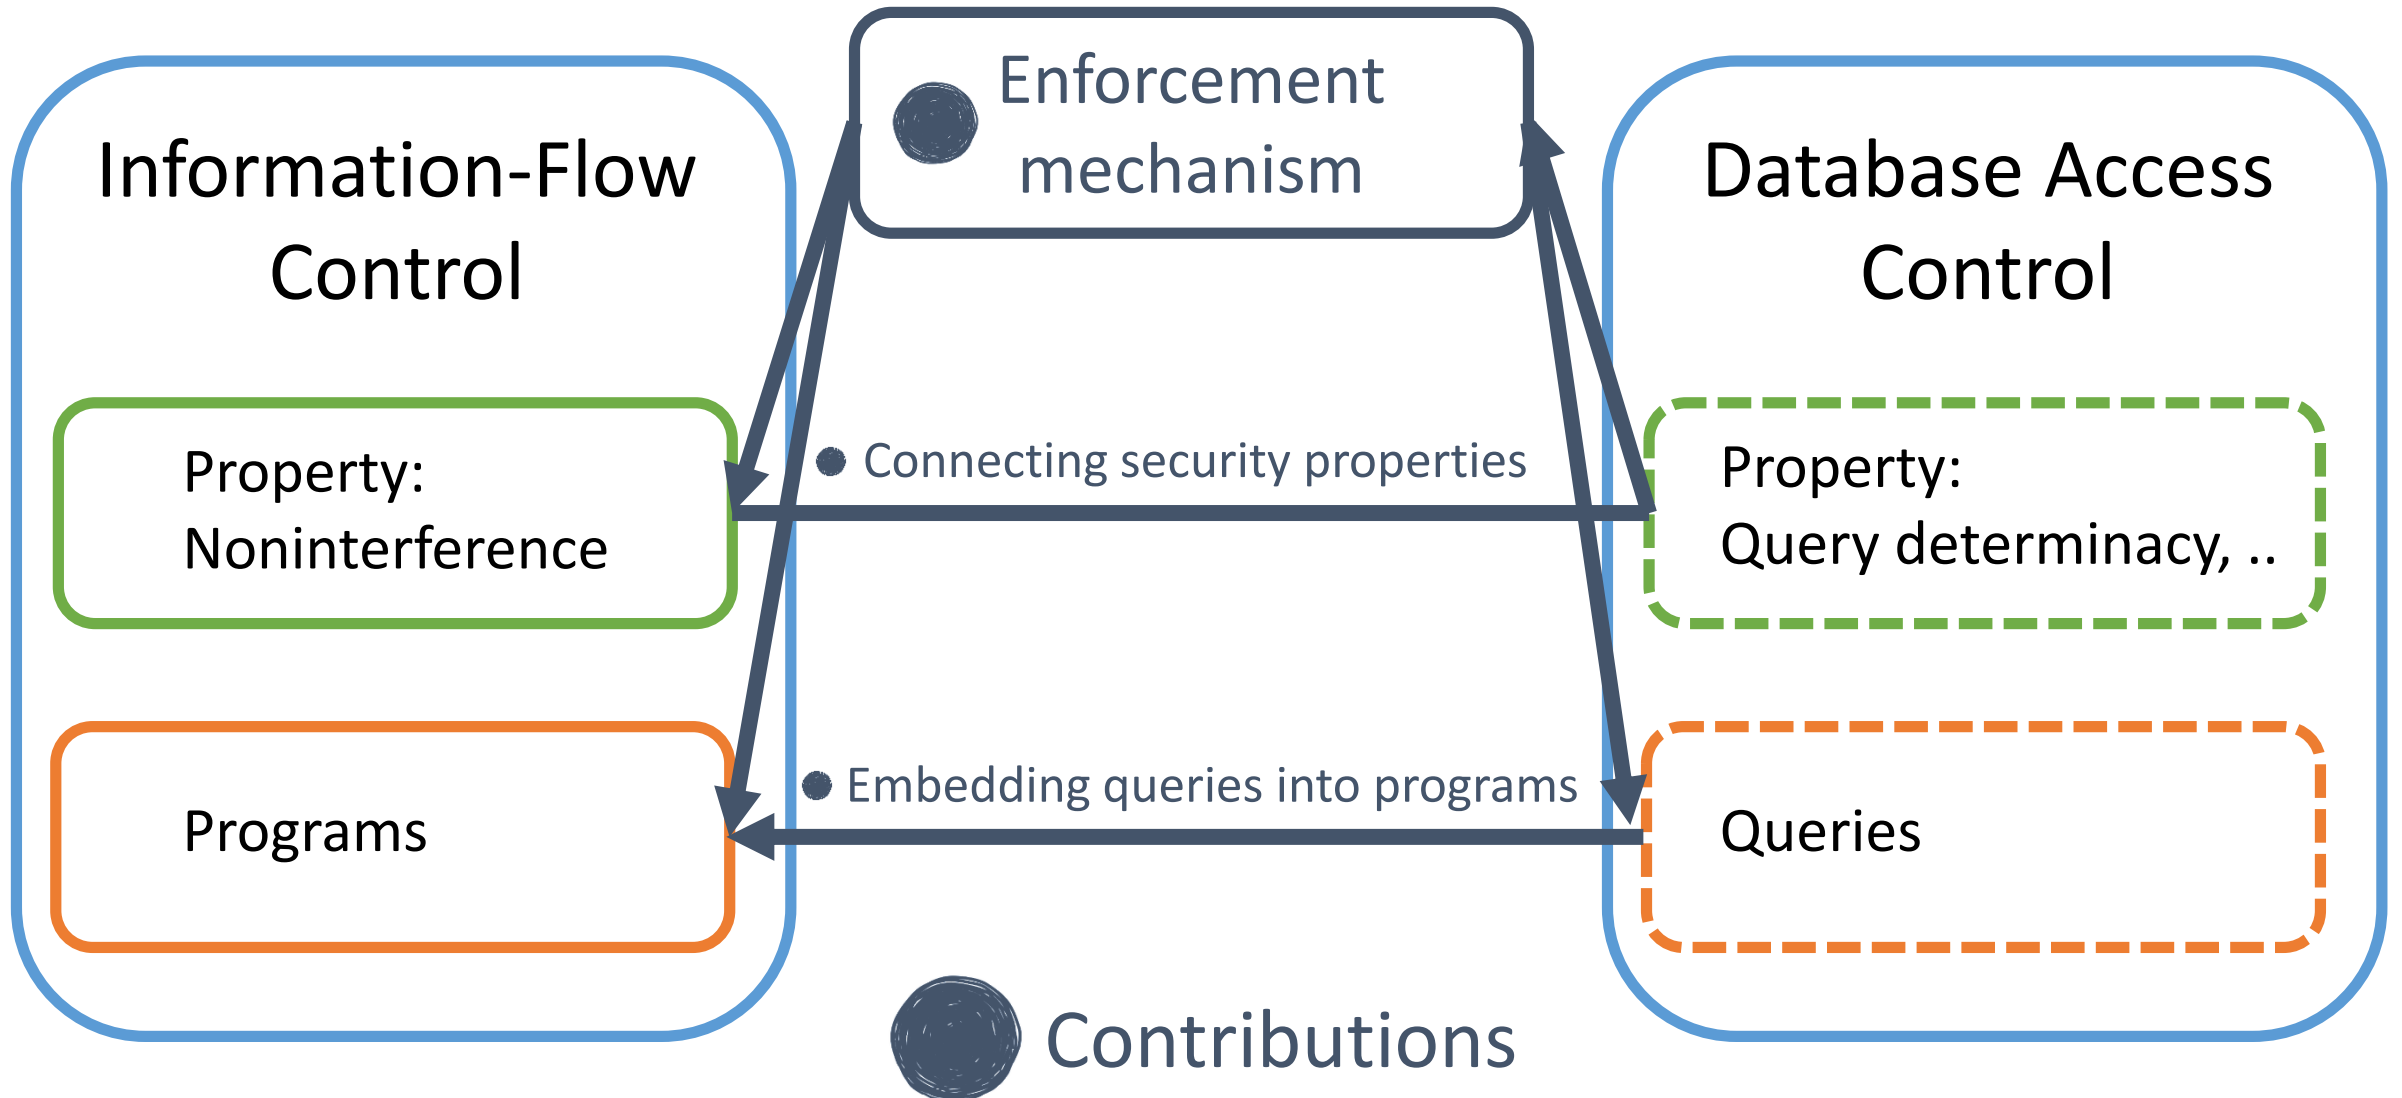 Enforcement
mechanism
Information-Flow
Control
Database Access
Control
Property:
Noninterference
Connecting security properties
Property:
Query determinacy, ..
Programs
Embedding queries into programs
Queries
Contributions